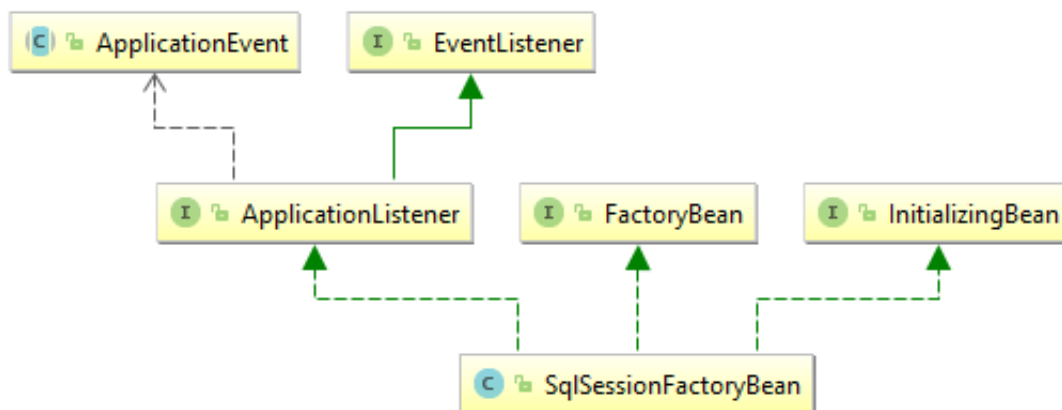 C ApplicationEvent
I EventListener
I ApplicationListener
I FactoryBean
I InitializingBean
C SqlSessionFactoryBean